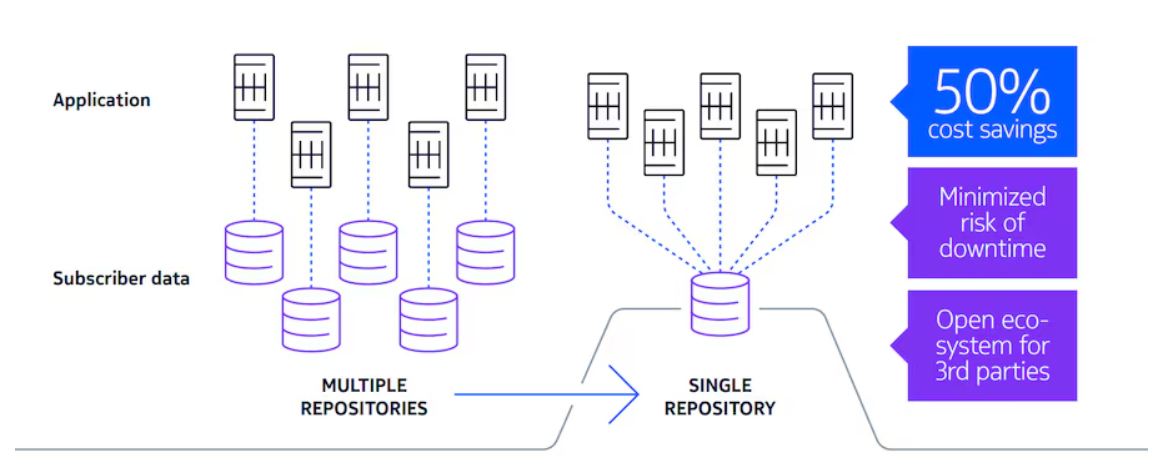 Application
Subscriber data
MULTIPLE
REPOSITORIES
SINGLE
REPOSITORY
50%
cost savings
Minimized
risk of
downtime
Open eco-
system for
3rd parties